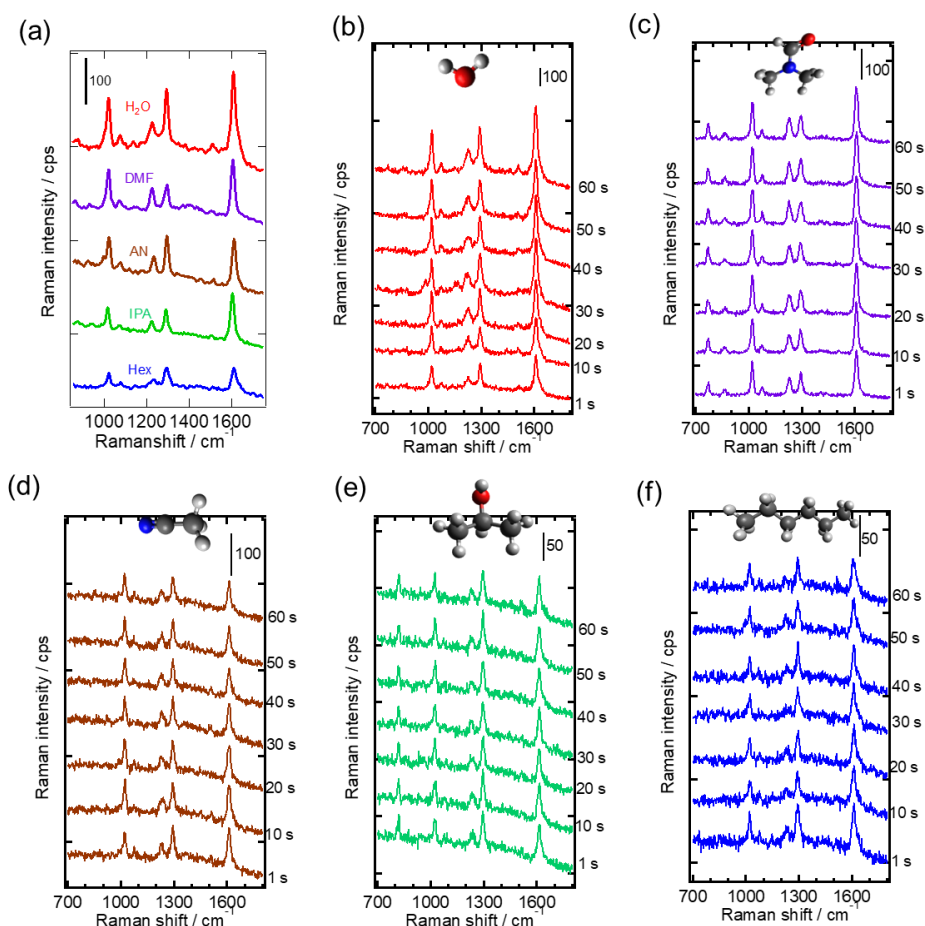 (a)
100
H₂O
DMF
AN
IPA
Hex
Raman intensity / cps
1000 1200 1400 1600
Ramanshift / cm⁻¹
(b)
100
60 s
50 s
40 s
30 s
20 s
10 s
1 s
Raman intensity / cps
700 1000 1300 1600
Raman shift / cm⁻¹
(c)
100
60 s
50 s
40 s
30 s
20 s
10 s
1 s
Raman intensity / cps
700 1000 1300 1600
Raman shift / cm⁻¹
(d)
100
60 s
50 s
40 s
30 s
20 s
10 s
1 s
Raman intensity / cps
700 1000 1300 1600
Raman shift / cm⁻¹
(e)
50
60 s
50 s
40 s
30 s
20 s
10 s
1 s
Raman intensity / cps
700 1000 1300 1600
Raman shift / cm⁻¹
(f)
50
60 s
50 s
40 s
30 s
20 s
10 s
1 s
Raman intensity / cps
700 1000 1300 1600
Raman shift / cm⁻¹